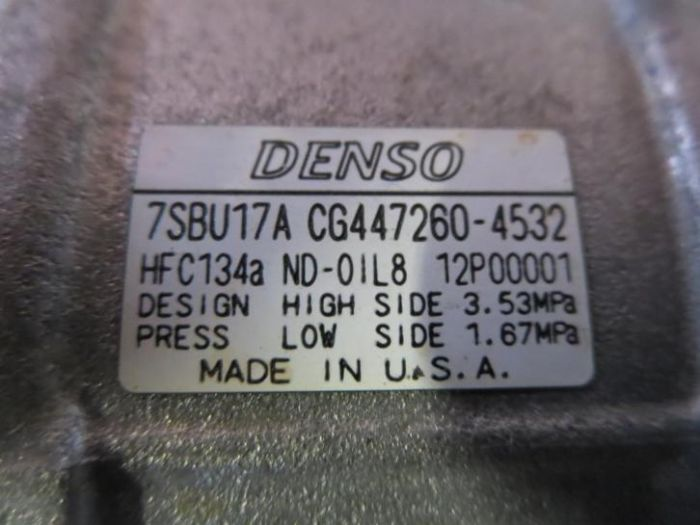 DENSO
7SBU17A CG447260-4532
HFC134a ND-OIL8 12P00001
DESIGN HIGH SIDE 3.53MPa
PRESS LOW SIDE 1.67MPa
MADE IN U.S.A.